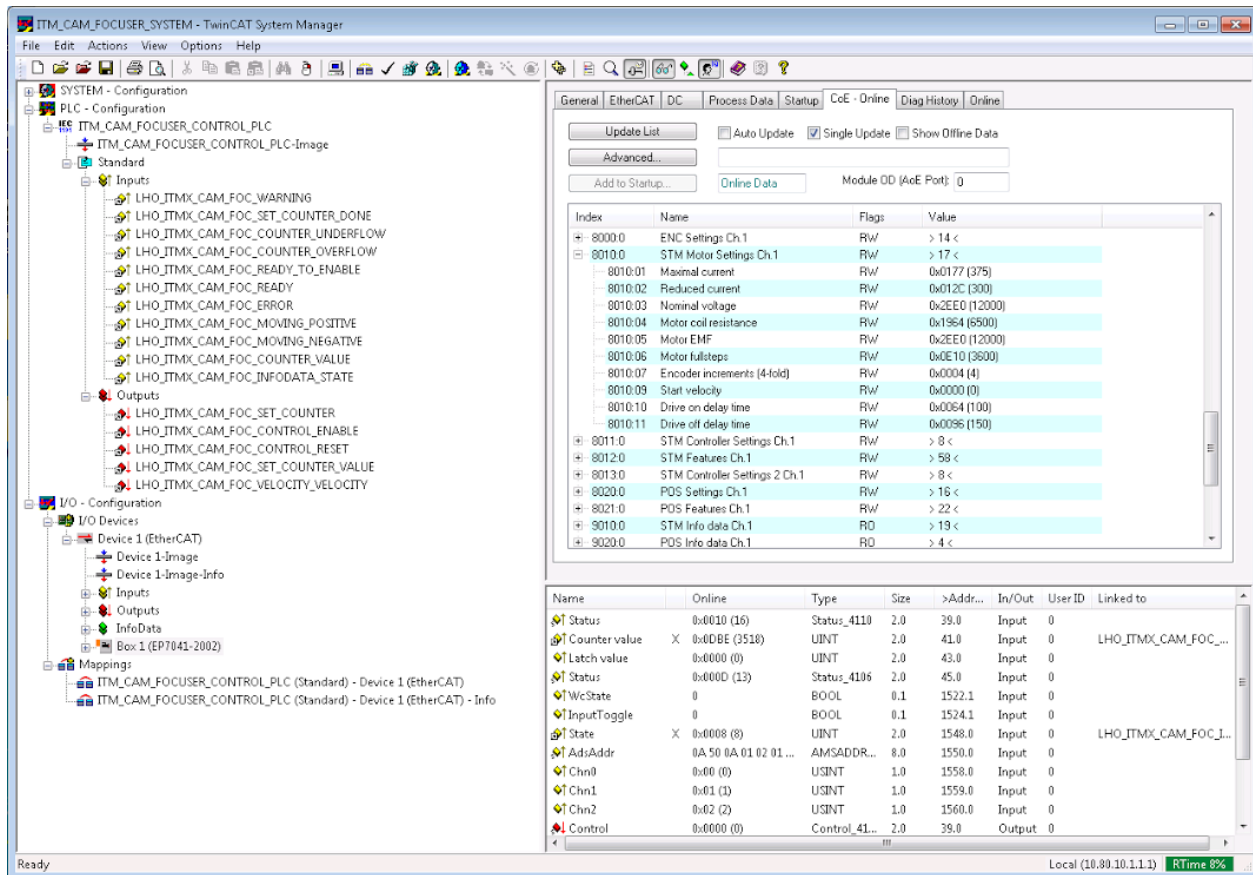 ITM_CAM_FOCUSER_SYSTEM - TwinCAT System Manager
File Edit Actions View Options Help
SYSTEM - Configuration
PLC - Configuration
ITM_CAM_FOCUSER_CONTROL_PLC
ITM_CAM_FOCUSER_CONTROL_PLC-Image
Standard
Inputs
LHO_ITMX_CAM_FOC_WARNING
LHO_ITMX_CAM_FOC_SET_COUNTER_DONE
LHO_ITMX_CAM_FOC_COUNTER_UNDERFLOW
LHO_ITMX_CAM_FOC_COUNTER_OVERFLOW
LHO_ITMX_CAM_FOC_READY_TO_ENABLE
LHO_ITMX_CAM_FOC_READY
LHO_ITMX_CAM_FOC_ERROR
LHO_ITMX_CAM_FOC_MOVING_POSITIVE
LHO_ITMX_CAM_FOC_MOVING_NEGATIVE
LHO_ITMX_CAM_FOC_COUNTER_VALUE
LHO_ITMX_CAM_FOC_INFODATA_STATE
Outputs
LHO_ITMX_CAM_FOC_SET_COUNTER
LHO_ITMX_CAM_FOC_CONTROL_ENABLE
LHO_ITMX_CAM_FOC_CONTROL_RESET
LHO_ITMX_CAM_FOC_SET_COUNTER_VALUE
LHO_ITMX_CAM_FOC_VELOCITY_VELOCITY
I/O - Configuration
I/O Devices
Device 1 (EtherCAT)
Device 1-Image
Device 1-Image-Info
Inputs
Outputs
InfoData
Box 1 (EP7041-2002)
Mappings
ITM_CAM_FOCUSER_CONTROL_PLC (Standard) - Device 1 (EtherCAT)
ITM_CAM_FOCUSER_CONTROL_PLC (Standard) - Device 1 (EtherCAT) - Info
General EtherCAT DC Process Data Startup CoE - Online Diag History Online
Update List Auto Update Single Update Show Offline Data
Advanced...
Add to Startup... Online Data Module OD (AoE Port): 0
Index Name Flags Value
8000:0 ENC Settings Ch.1 RW > 14 <
8010:0 STM Motor Settings Ch.1 RW > 17 <
8010:01 Maximal current RW 0x0177 (375)
8010:02 Reduced current RW 0x012C (300)
8010:03 Nominal voltage RW 0x2EE0 (12000)
8010:04 Motor coil resistance RW 0x1964 (6500)
8010:05 Motor EMF RW 0x2EE0 (12000)
8010:06 Motor fullsteps RW 0x0E10 (3600)
8010:07 Encoder increments (4-fold) RW 0x0004 (4)
8010:09 Start velocity RW 0x0000 (0)
8010:10 Drive on delay time RW 0x0064 (100)
8010:11 Drive off delay time RW 0x0096 (150)
8011:0 STM Controller Settings Ch.1 RW > 8 <
8012:0 STM Features Ch.1 RW > 58 <
8013:0 STM Controller Settings 2 Ch.1 RW > 8 <
8020:0 POS Settings Ch.1 RW > 16 <
8021:0 POS Features Ch.1 RW > 22 <
9010:0 STM Info data Ch.1 RO > 19 <
9020:0 POS Info data Ch.1 RO > 4 <
Name Online Type Size >Addr... In/Out User ID Linked to
Status 0x0010 (16) Status_4110 2.0 39.0 Input 0
Counter value X 0x0DBE (3518) UINT 2.0 41.0 Input 0 LHO_ITMX_CAM_FOC_...
Latch value 0x0000 (0) UINT 2.0 43.0 Input 0
Status 0x000D (13) Status_4106 2.0 45.0 Input 0
WcState 0 BOOL 0.1 1522.1 Input 0
InputToggle 0 BOOL 0.1 1524.1 Input 0
State X 0x0008 (8) UINT 2.0 1548.0 Input 0 LHO_ITMX_CAM_FOC_I...
AdsAddr 0A 50 0A 01 02 01 ... AMSADDR... 8.0 1550.0 Input 0
Chn0 0x00 (0) USINT 1.0 1558.0 Input 0
Chn1 0x01 (1) USINT 1.0 1559.0 Input 0
Chn2 0x02 (2) USINT 1.0 1560.0 Input 0
Control 0x0000 (0) Control_41... 2.0 39.0 Output 0
Ready Local (10.80.10.1.1.1) RTime 8%